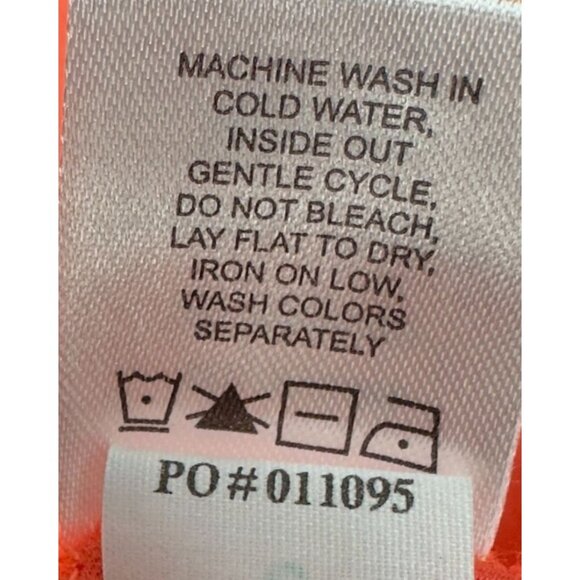 MACHINE WASH IN
COLD WATER,
INSIDE OUT
GENTLE CYCLE,
DO NOT BLEACH,
LAY FLAT TO DRY,
IRON ON LOW,
WASH COLORS
SEPARATELY
PO#011095